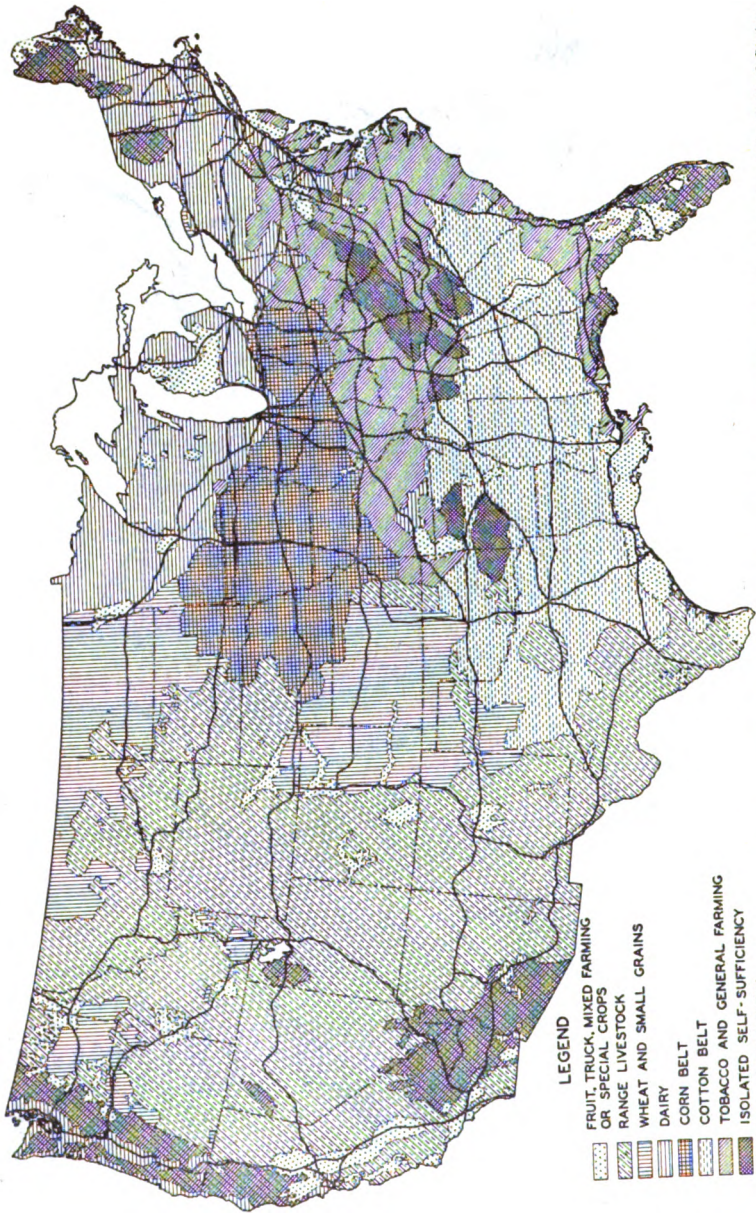 LEGEND
FRUIT, TRUCK, MIXED FARMING
OR SPECIAL CROPS
RANGE LIVESTOCK
WHEAT AND SMALL GRAINS
DAIRY
CORN BELT
COTTON BELT
TOBACCO AND GENERAL FARMING
ISOLATED SELF-SUFFICIENCY